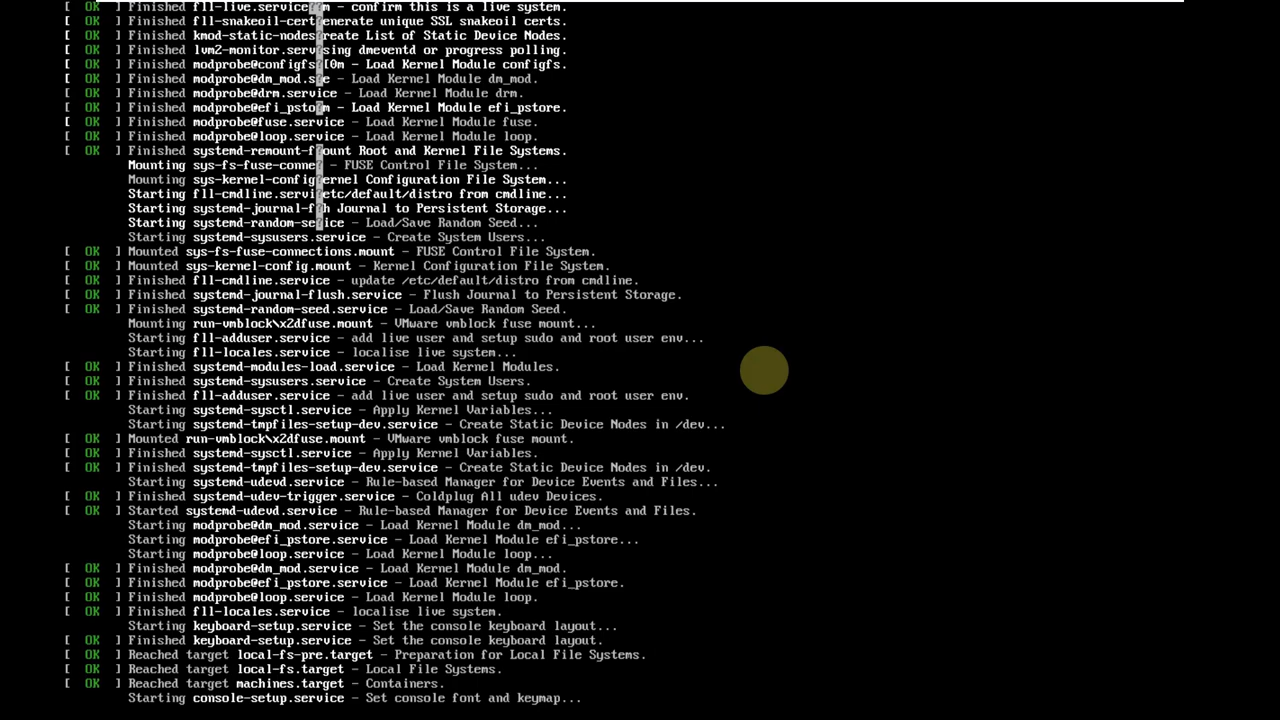 [ OK ] Finished fll-live.service m - confirm this is a live system.
[ OK ] Finished fll-snakeoil-cert enerate unique SSL snakeoil certs.
[ OK ] Finished kmod-static-nodes reate List of Static Device Nodes.
[ OK ] Finished lvm2-monitor.serv sing dmeventd or progress polling.
[ OK ] Finished modprobe@configfs [0m - Load Kernel Module configfs.
[ OK ] Finished modprobe@dm_mod.s e - Load Kernel Module dm_mod.
[ OK ] Finished modprobe@drm.service - Load Kernel Module drm.
[ OK ] Finished modprobe@efi_psto m - Load Kernel Module efi_pstore.
[ OK ] Finished modprobe@fuse.service - Load Kernel Module fuse.
[ OK ] Finished modprobe@loop.service - Load Kernel Module loop.
[ OK ] Finished systemd-remount-f ount Root and Kernel File Systems.
Mounting sys-fs-fuse-conne - FUSE Control File System...
Mounting sys-kernel-config ernel Configuration File System...
Starting fll-cmdline.servi etc/default/distro from cmdline...
Starting systemd-journal-f h Journal to Persistent Storage...
Starting systemd-random-se ice - Load/Save Random Seed...
Starting systemd-sysusers.service - Create System Users...
[ OK ] Mounted sys-fs-fuse-connections.mount - FUSE Control File System.
[ OK ] Mounted sys-kernel-config.mount - Kernel Configuration File System.
[ OK ] Finished fll-cmdline.service - update /etc/default/distro from cmdline.
[ OK ] Finished systemd-journal-flush.service - Flush Journal to Persistent Storage.
[ OK ] Finished systemd-random-seed.service - Load/Save Random Seed.
Mounting run-vmblock\x2dfuse.mount - VMware vmblock fuse mount...
Starting fll-adduser.service - add live user and setup sudo and root user env...
Starting fll-locales.service - localise live system...
[ OK ] Finished systemd-modules-load.service - Load Kernel Modules.
[ OK ] Finished systemd-sysusers.service - Create System Users.
[ OK ] Finished fll-adduser.service - add live user and setup sudo and root user env.
Starting systemd-sysctl.service - Apply Kernel Variables...
Starting systemd-tmpfiles-setup-dev.service - Create Static Device Nodes in /dev...
[ OK ] Mounted run-vmblock\x2dfuse.mount - VMware vmblock fuse mount.
[ OK ] Finished systemd-sysctl.service - Apply Kernel Variables.
[ OK ] Finished systemd-tmpfiles-setup-dev.service - Create Static Device Nodes in /dev.
Starting systemd-udevd.service - Rule-based Manager for Device Events and Files...
[ OK ] Finished systemd-udev-trigger.service - Coldplug All udev Devices.
[ OK ] Started systemd-udevd.service - Rule-based Manager for Device Events and Files.
Starting modprobe@dm_mod.service - Load Kernel Module dm_mod...
Starting modprobe@efi_pstore.service - Load Kernel Module efi_pstore...
Starting modprobe@loop.service - Load Kernel Module loop...
[ OK ] Finished modprobe@dm_mod.service - Load Kernel Module dm_mod.
[ OK ] Finished modprobe@efi_pstore.service - Load Kernel Module efi_pstore.
[ OK ] Finished modprobe@loop.service - Load Kernel Module loop.
[ OK ] Finished fll-locales.service - localise live system.
Starting keyboard-setup.service - Set the console keyboard layout...
[ OK ] Finished keyboard-setup.service - Set the console keyboard layout.
[ OK ] Reached target local-fs-pre.target - Preparation for Local File Systems.
[ OK ] Reached target local-fs.target - Local File Systems.
[ OK ] Reached target machines.target - Containers.
Starting console-setup.service - Set console font and keymap...